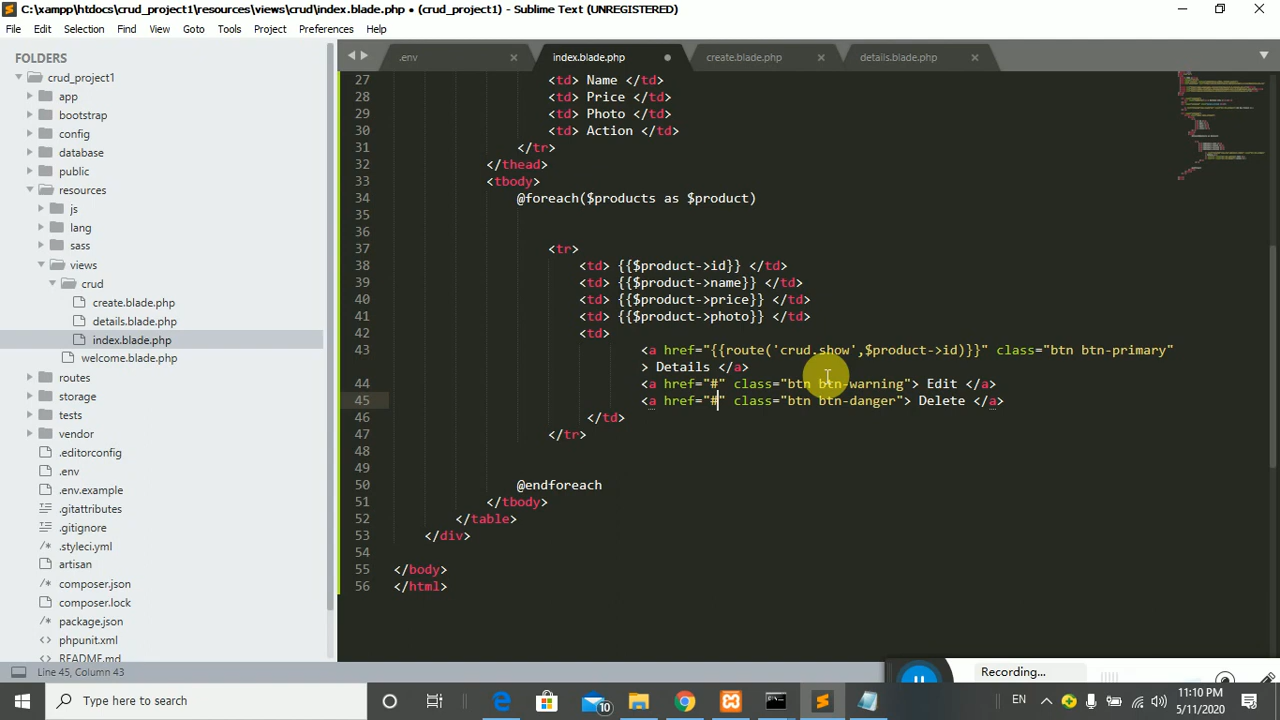 C:\xampp\htdocs\crud_project1\resources\views\crud\index.blade.php • (crud_project1) - Sublime Text (UNREGISTERED)
File Edit Selection Find View Goto Tools Project Preferences Help
FOLDERS
crud_project1
app
bootstrap
config
database
public
resources
js
lang
sass
views
crud
create.blade.php
details.blade.php
index.blade.php
welcome.blade.php
routes
storage
tests
vendor
.editorconfig
.env
.env.example
.gitattributes
.gitignore
.styleci.yml
artisan
composer.json
composer.lock
package.json
phpunit.xml
README.md
.env index.blade.php create.blade.php details.blade.php
27 <td> Name </td>
28 <td> Price </td>
29 <td> Photo </td>
30 <td> Action </td>
31 </tr>
32 </thead>
33 <tbody>
34 @foreach($products as $product)
35
36
37 <tr>
38 <td> {{$product->id}} </td>
39 <td> {{$product->name}} </td>
40 <td> {{$product->price}} </td>
41 <td> {{$product->photo}} </td>
42 <td>
43 <a href="{{route('crud.show',$product->id)}}" class="btn btn-primary"
> Details </a>
44 <a href="#" class="btn btn-warning"> Edit </a>
45 <a href="#" class="btn btn-danger"> Delete </a>
46 </td>
47 </tr>
48
49
50 @endforeach
51 </tbody>
52 </table>
53 </div>
54
55 </body>
56 </html>
Line 45, Column 43
Recording...
Type here to search
10
EN
11:10 PM
5/11/2020